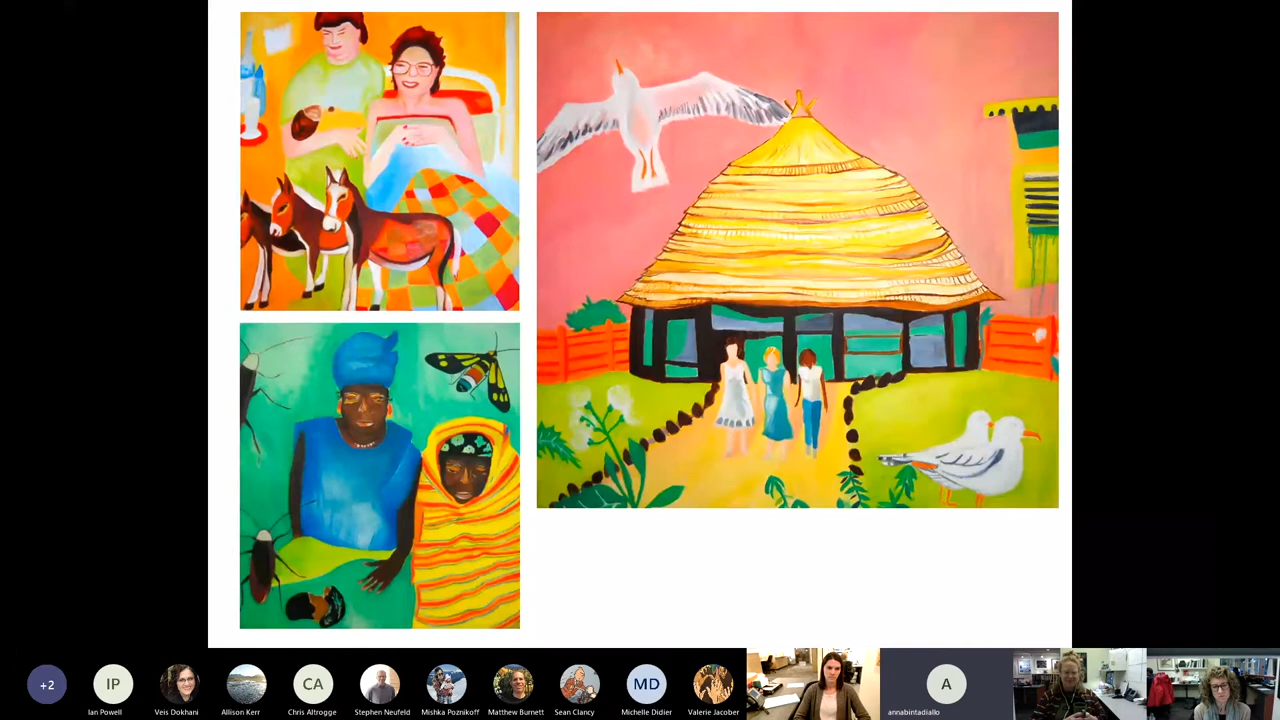 +2
IP
CA
MD
A
Ian Powell
Veis Dokhani
Allison Kerr
Chris Altrogge
Stephen Neufeld
Mishka Poznikoff
Matthew Burnett
Sean Clancy
Michelle Didier
Valerie Jacober
annabintadiallo